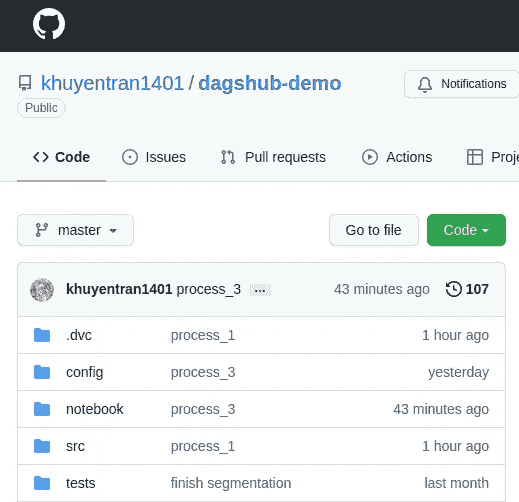 khuyentran1401 / dagshub-demo
Notifications
Public
Code Issues Pull requests Actions Proje
master Go to file Code
khuyentran1401 process_3 ... 43 minutes ago 107
.dvc process_1 1 hour ago
config process_3 yesterday
notebook process_3 43 minutes ago
src process_1 1 hour ago
tests finish segmentation last month